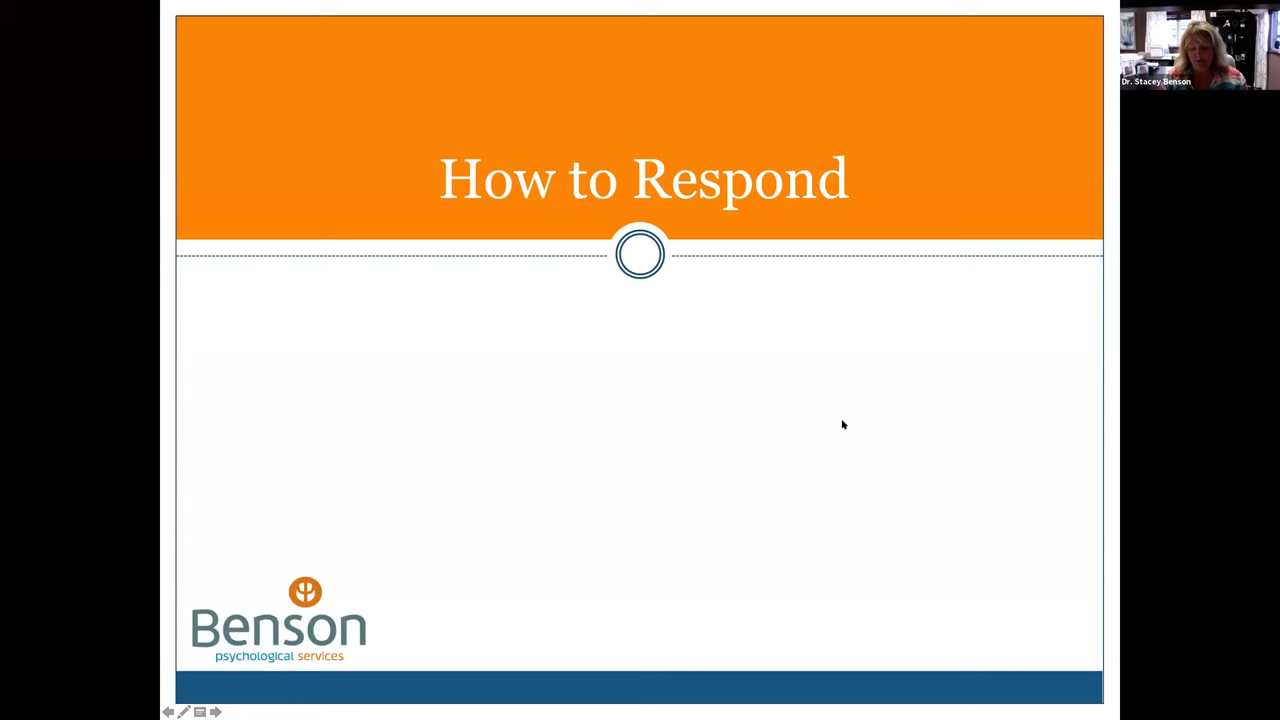 How to Respond
Dr. Stacey Benson
Benson
psychological services